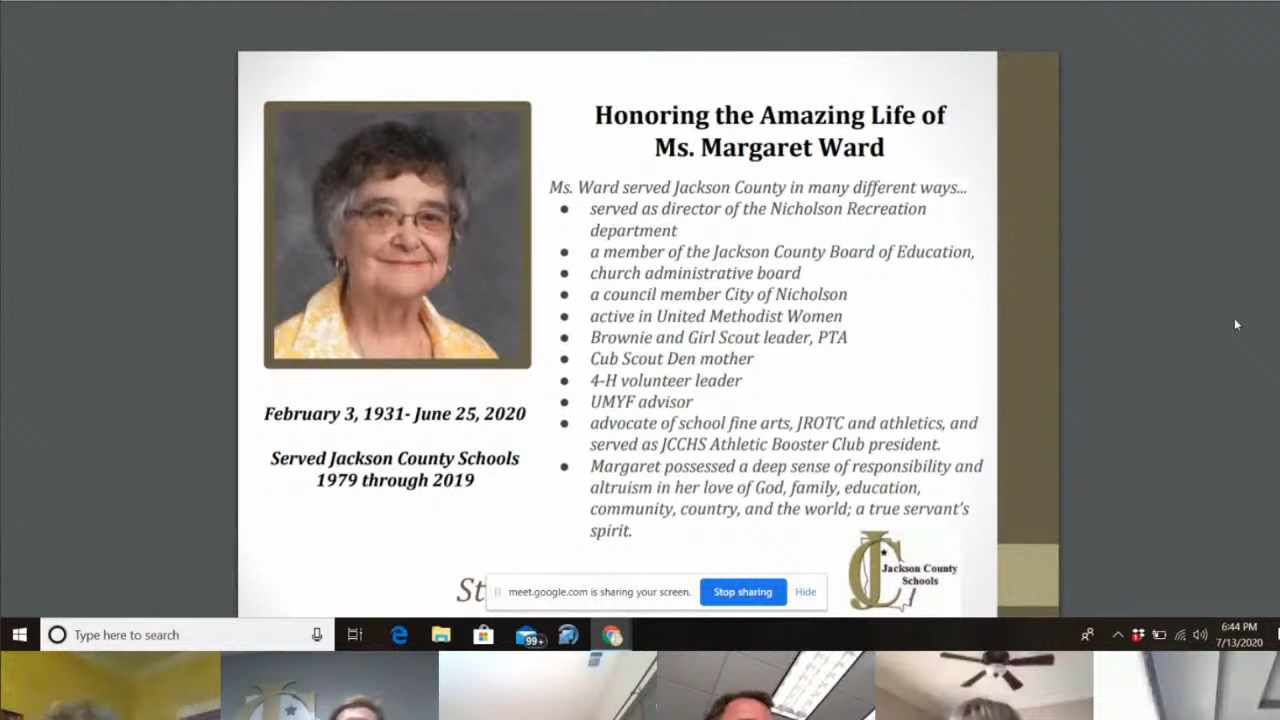 Honoring the Amazing Life of
Ms. Margaret Ward
Ms. Ward served Jackson County in many different ways...
● served as director of the Nicholson Recreation
department
● a member of the Jackson County Board of Education,
● church administrative board
● a council member City of Nicholson
● active in United Methodist Women
● Brownie and Girl Scout leader, PTA
● Cub Scout Den mother
● 4-H volunteer leader
● UMYF advisor
● advocate of school fine arts, JROTC and athletics, and
served as JCCHS Athletic Booster Club president.
● Margaret possessed a deep sense of responsibility and
altruism in her love of God, family, education,
community, country, and the world; a true servant's
spirit.
February 3, 1931- June 25, 2020
Served Jackson County Schools
1979 through 2019
JC
Jackson County
Schools
St
meet.google.com is sharing your screen.
Stop sharing
Hide
Type here to search
99+
6:44 PM
7/13/2020